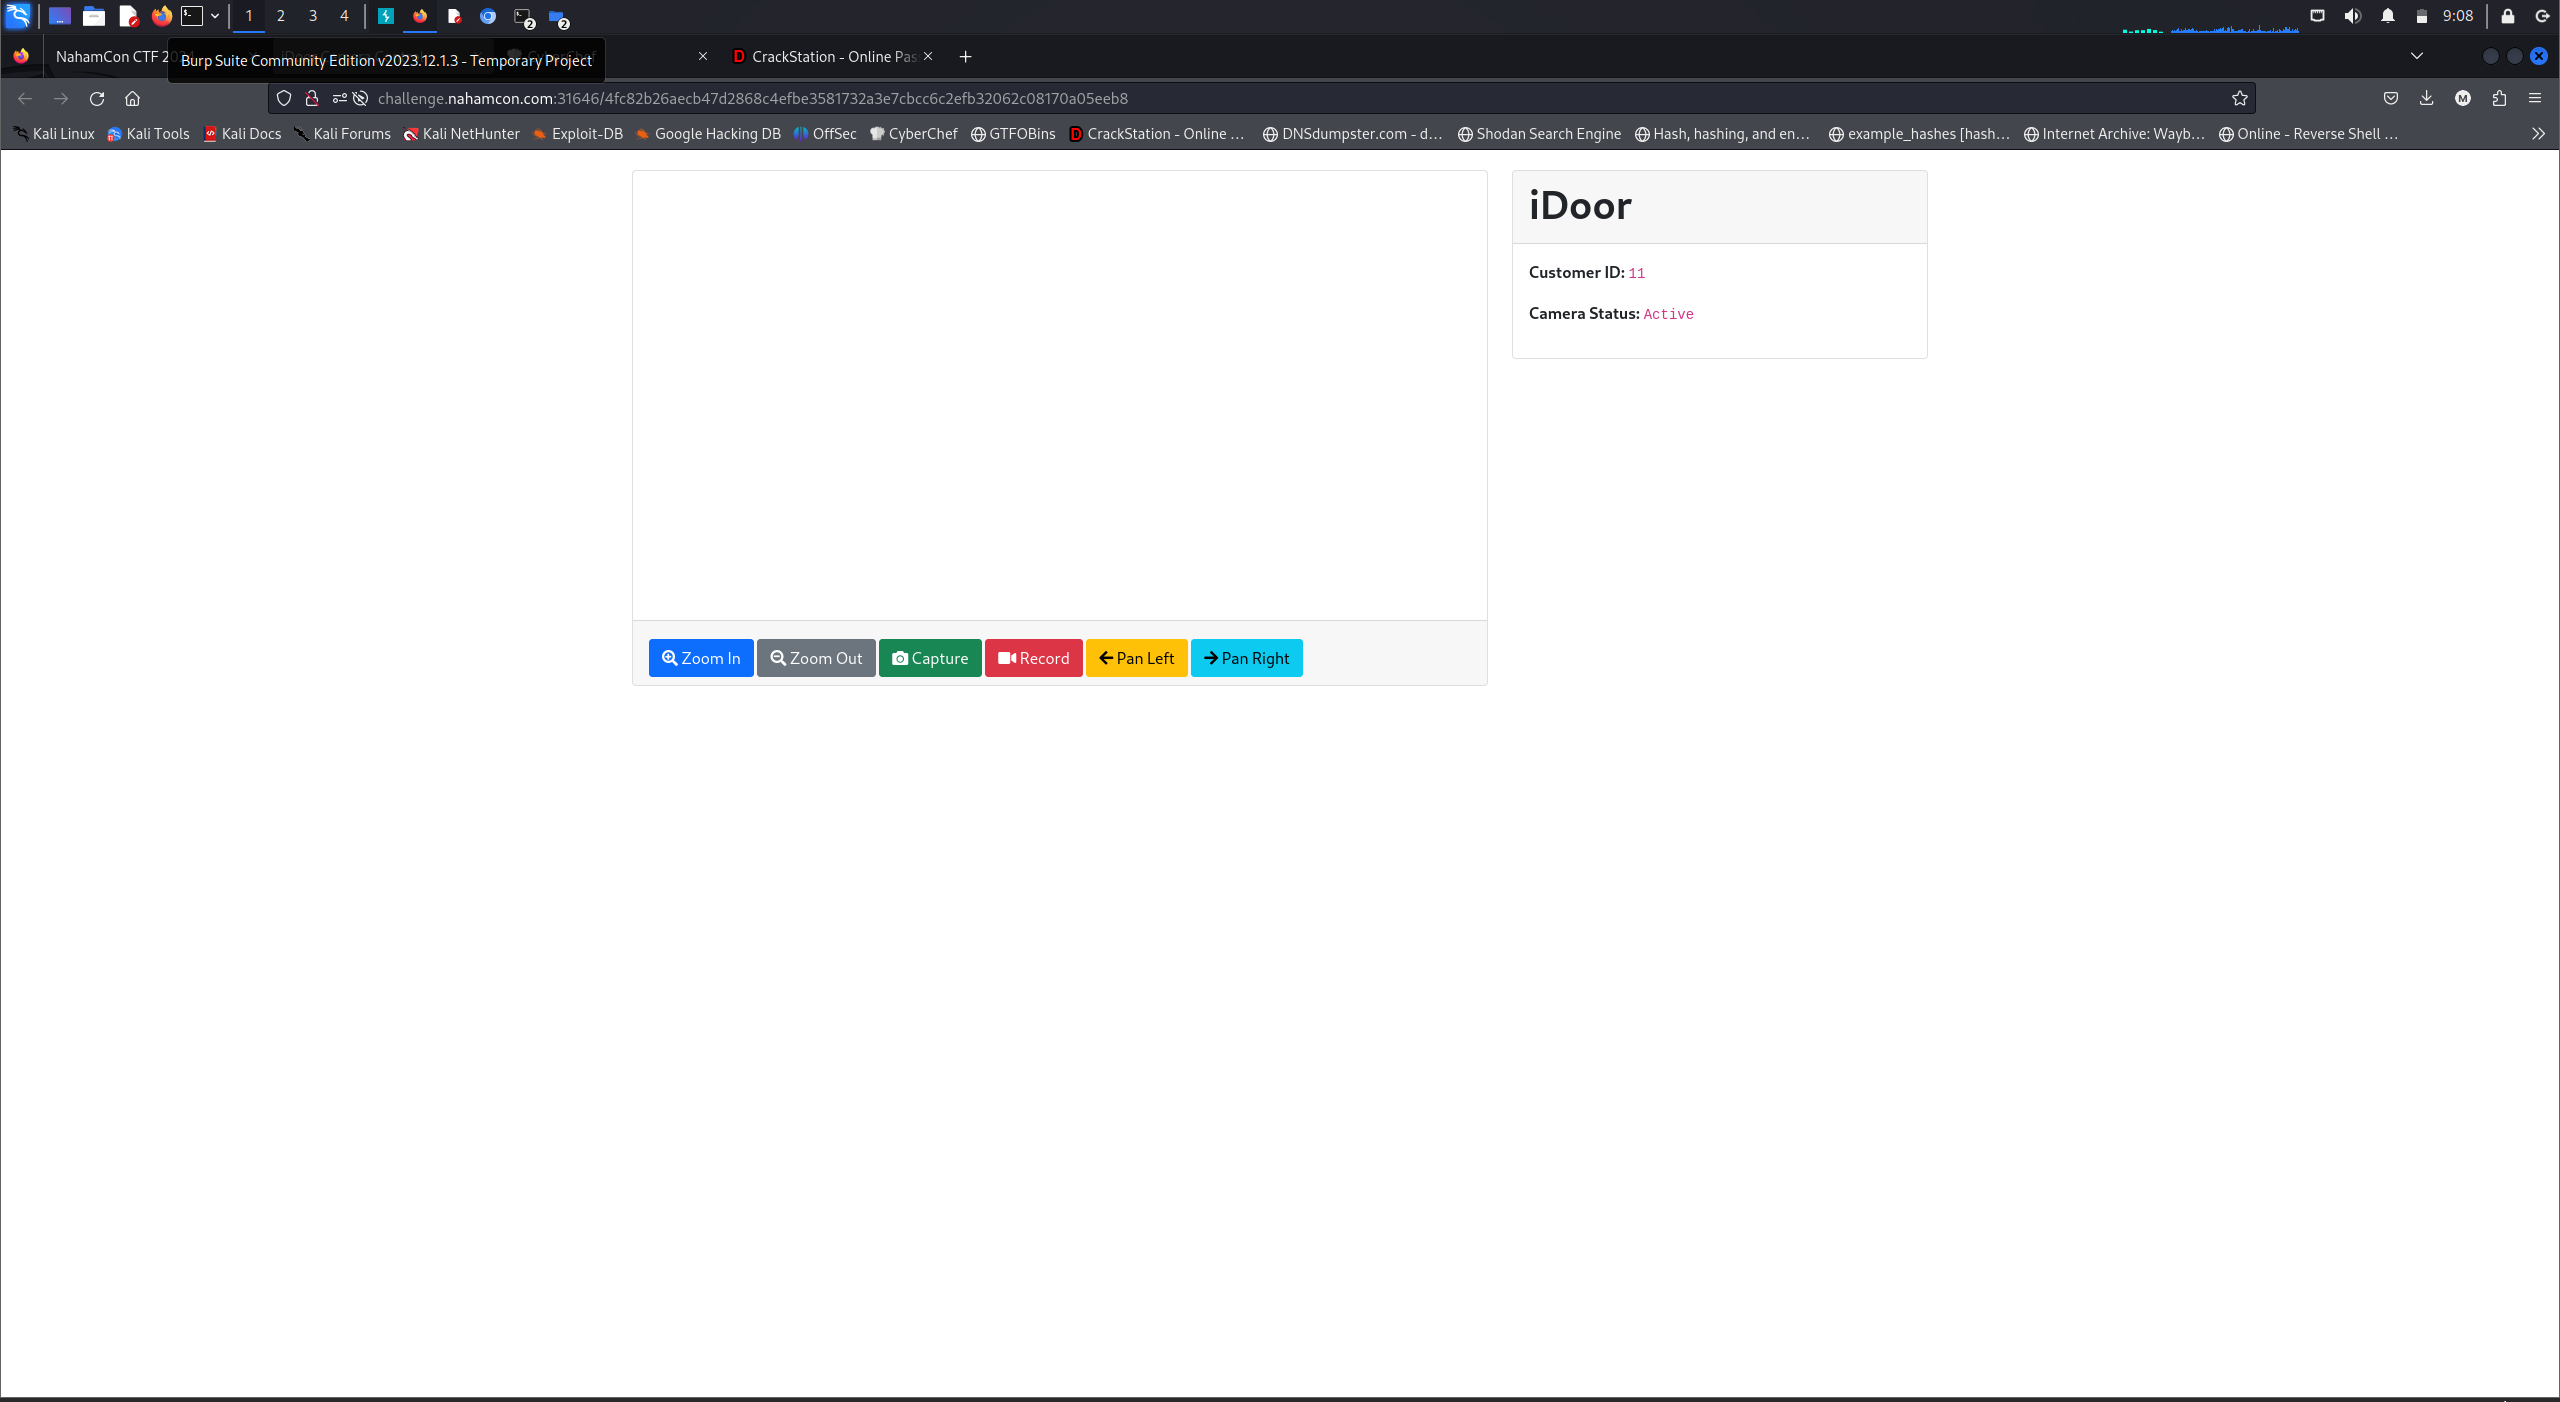 1 2 3 4 2 2 9:08
NahamCon CTF 2024
Burp Suite Community Edition v2023.12.1.3 - Temporary Project
CrackStation - Online Pas
challenge.nahamcon.com:31646/4fc82b26aecb47d2868c4efbe3581732a3e7cbcc6c2efb32062c08170a05eeb8
M
Kali Linux Kali Tools Kali Docs Kali Forums Kali NetHunter Exploit-DB Google Hacking DB OffSec CyberChef GTFOBins CrackStation - Online ... DNSdumpster.com - d... Shodan Search Engine Hash, hashing, and en... example_hashes [hash... Internet Archive: Wayb... Online - Reverse Shell ...
iDoor
Customer ID: 11
Camera Status: Active
Zoom In Zoom Out Capture Record Pan Left Pan Right